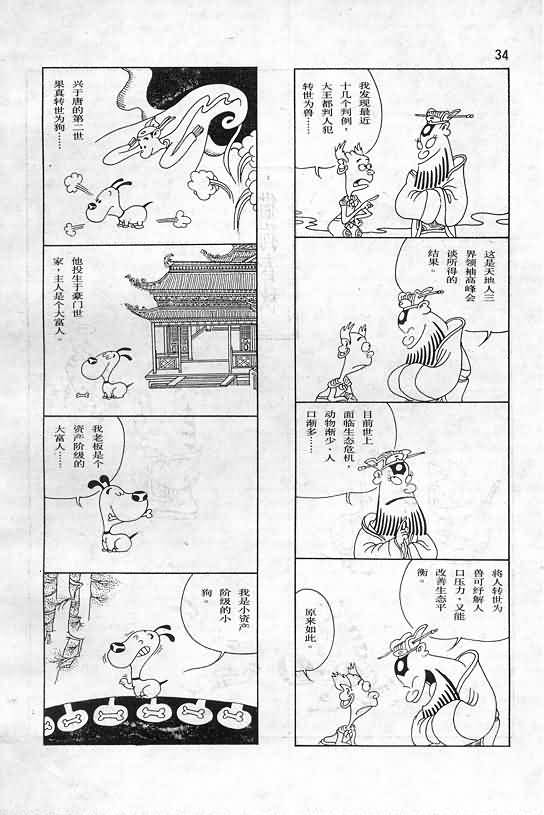 34
我发现最近
十几个判例，
大王都判人犯
转世为兽……
这是天地人三
界领袖高峰会
谈所得的
结果。
目前世上
面临生态危机，
动物渐少，人
口渐多……
将人转世为
兽可纾解人
口压力，又能
改善生态平
衡。
原来如此。
兴于唐的第二世
果真转世为狗……
他投生于豪门世
家，主人是个大富人。
我老板是个
资产阶级的
大富人……
我是小资产
阶级的小
狗。